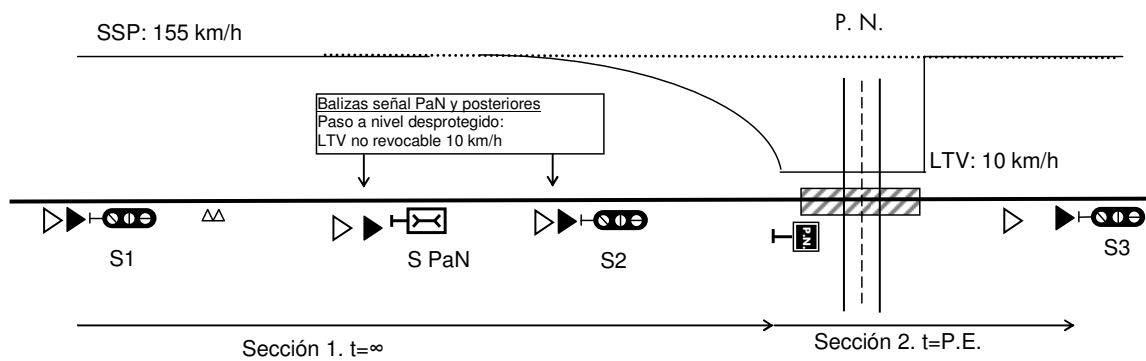 P. N.
SSP: 155 km/h
Balizas señal PaN y posteriores
Paso a nivel desprotegido:
LTV no revocable 10 km/h
LTV: 10 km/h
P.N.
S1
S PaN
S2
S3
Sección 1. t=∞
Sección 2. t=P.E.